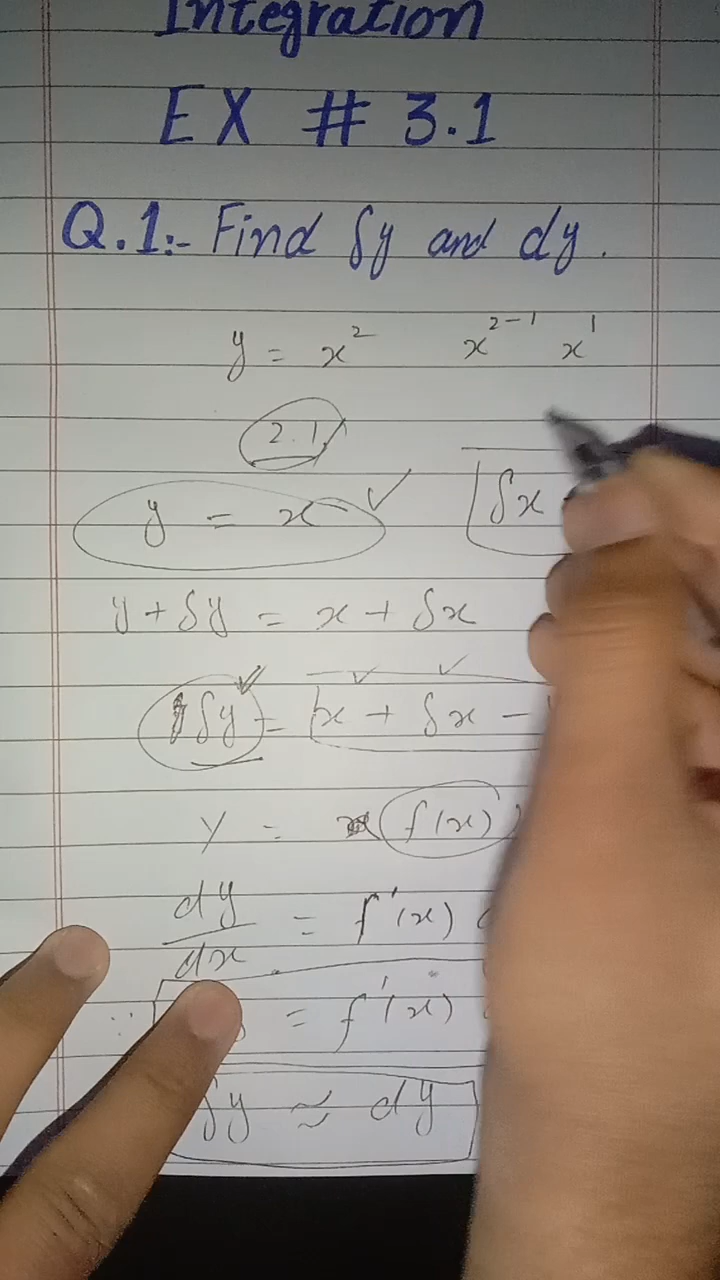 Integration
EX # 3.1
Q.1:- Find δy and dy.
y = x² x²⁻¹ x¹
2.1
y = x δx
y + δy = x + δx
δy = x + δx -
y = f(x)
dy/dx = f'(x)
∵ = f'(x)
δy ≈ dy